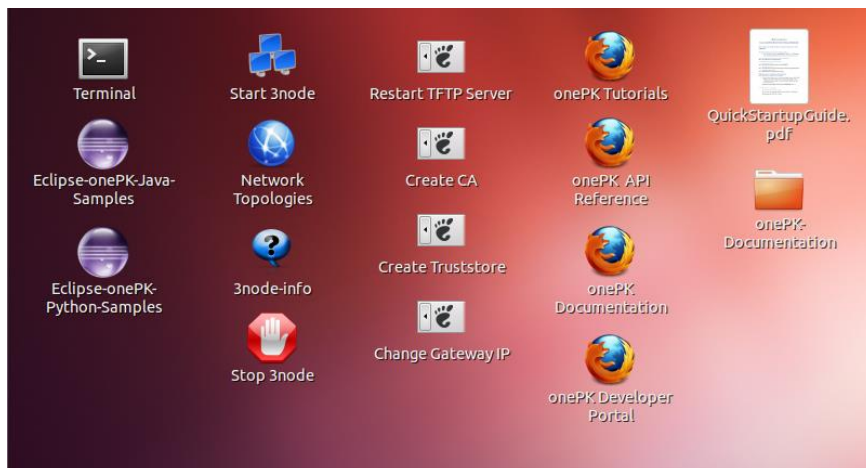 Terminal
Start 3node
Restart TFTP Server
onePK Tutorials
QuickStartupGuide.
pdf
Eclipse-onePK-Java-
Samples
Network
Topologies
Create CA
onePK API
Reference
onePK-
Documentation
Eclipse-onePK-
Python-Samples
3node-info
Create Truststore
onePK
Documentation
Stop 3node
Change Gateway IP
onePK Developer
Portal